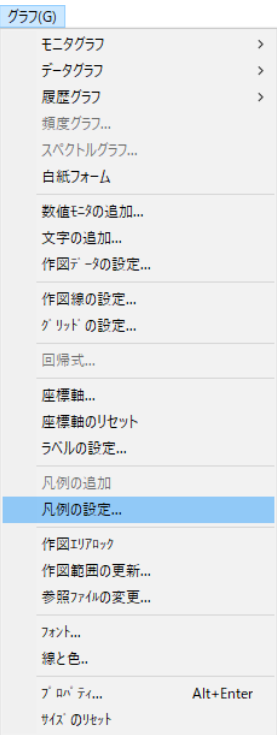 グラフ(G)
モニタグラフ
データグラフ
履歴グラフ
頻度グラフ...
スペクトルグラフ...
白紙フォーム
数値ﾓﾆﾀの追加...
文字の追加...
作図ﾃﾞｰﾀの設定...
作図線の設定...
ｸﾞﾘｯﾄﾞの設定...
回帰式...
座標軸...
座標軸のリセット
ラベルの設定...
凡例の追加
凡例の設定...
作図ｴﾘｱﾛｯｸ
作図範囲の更新...
参照ﾌｧｲﾙの変更...
ﾌｫﾝﾄ...
線と色..
ﾌﾟﾛﾊﾟﾃｨ... Alt+Enter
ｻｲｽﾞのﾘｾｯﾄ